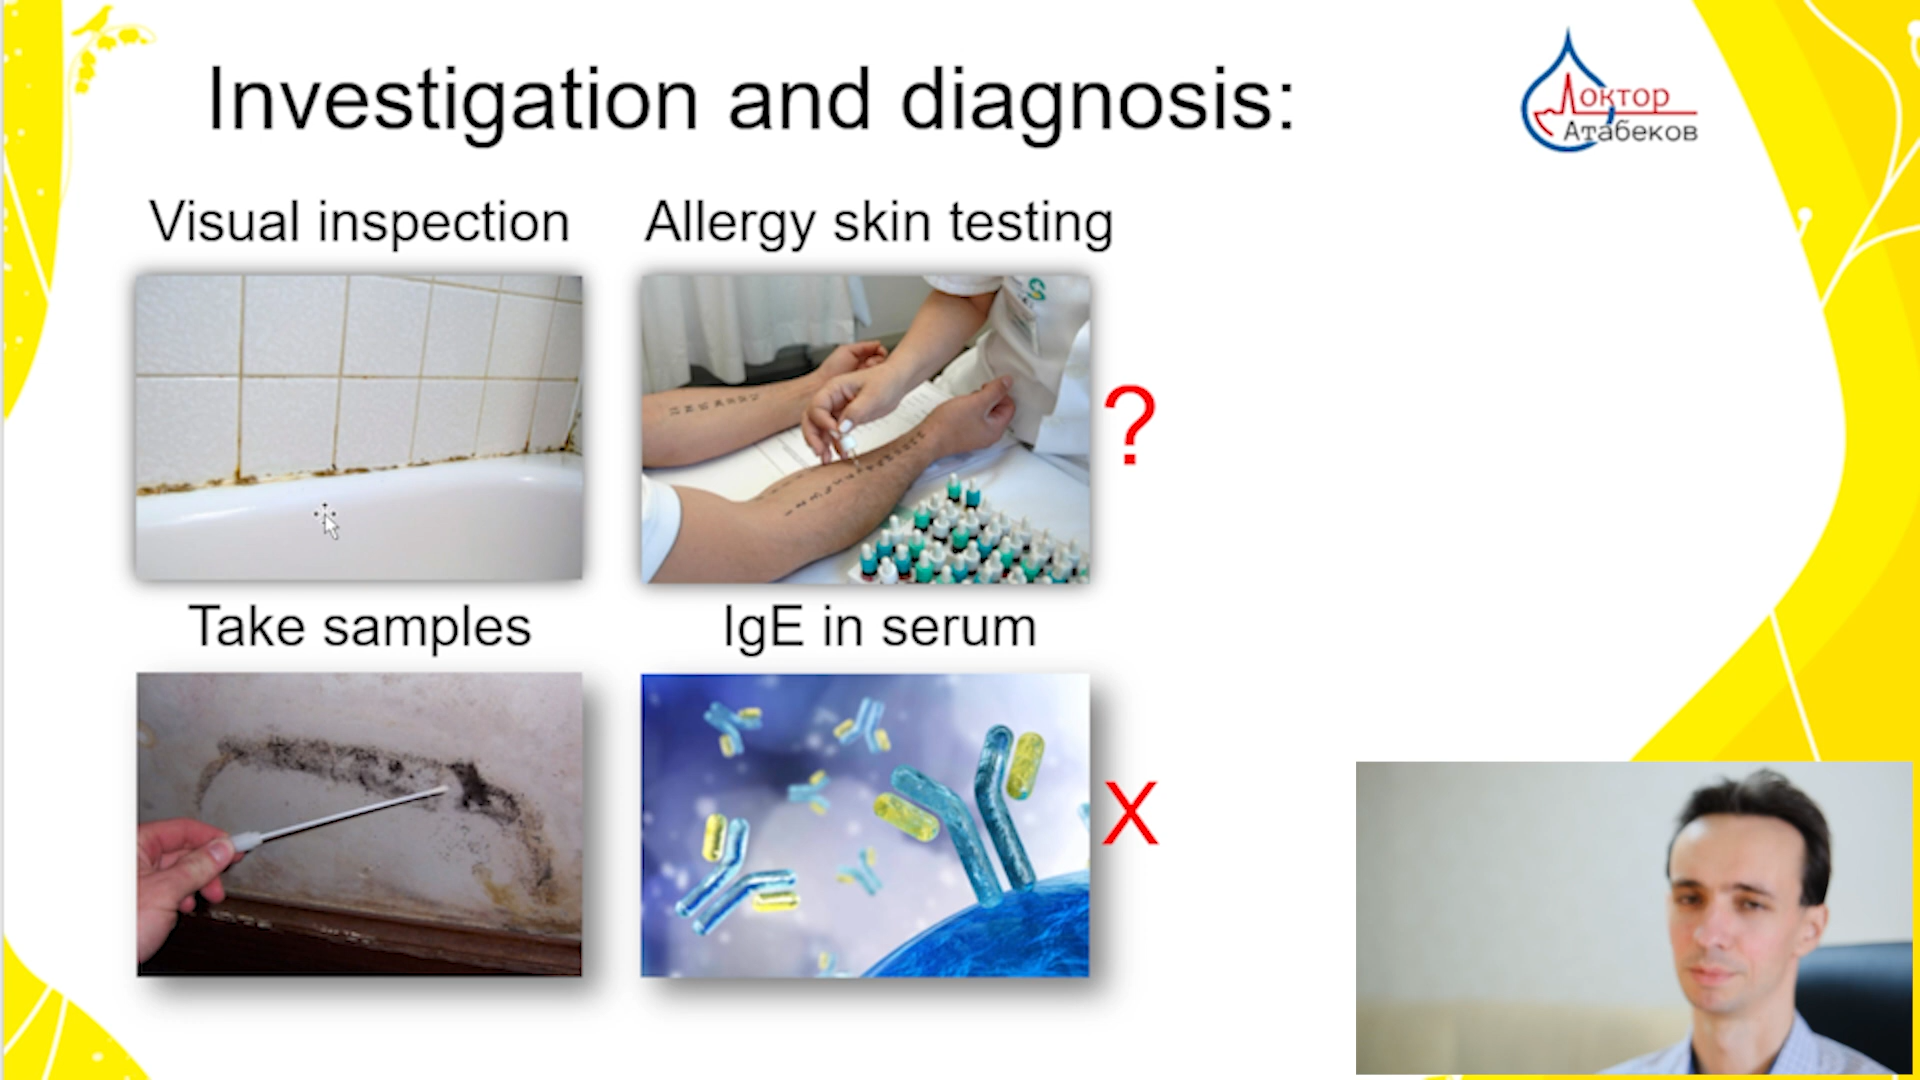 Investigation and diagnosis:
Доктор
Атабеков
Visual inspection
Allergy skin testing
?
Take samples
IgE in serum
X